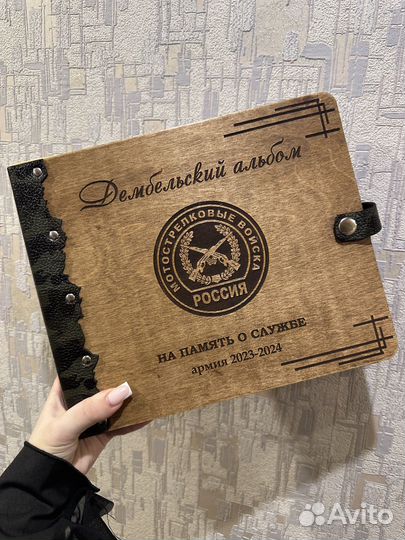 Дембельский альбом
МОТОСТРЕЛКОВЫЕ ВОЙСКА
РОССИЯ
НА ПАМЯТЬ О СЛУЖБЕ
армия 2023-2024
Avito